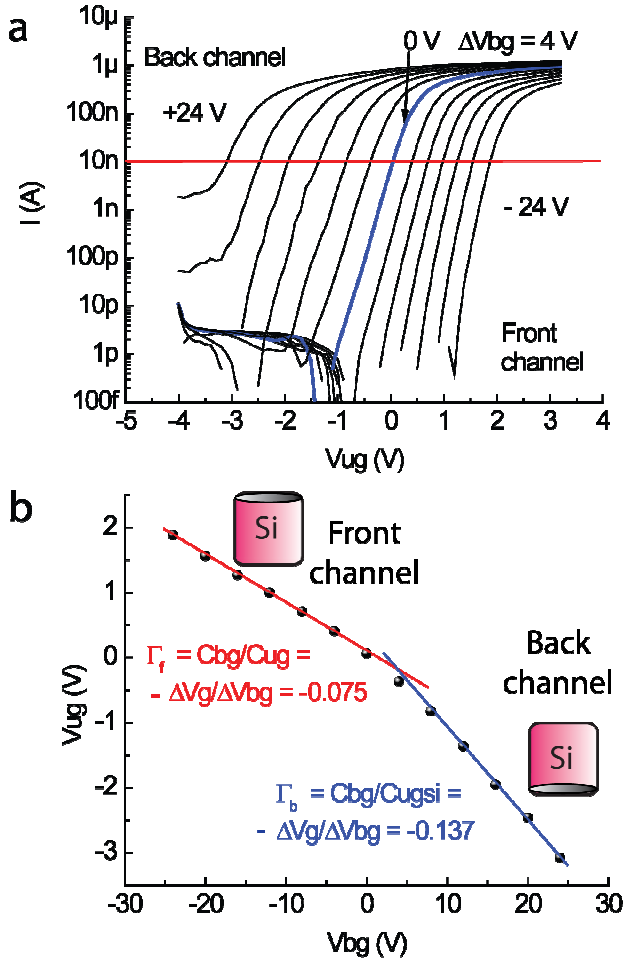 a
10μ
1μ
100n
10n
1n
100p
10p
1p
100f
I (A)
Back channel
+24 V
0 V ΔVbg = 4 V
- 24 V
Front
channel
-5 -4 -3 -2 -1 0 1 2 3 4
Vug (V)
b
2
1
0
-1
-2
-3
Vug (V)
Si
Front
channel
Γf = Cbg/Cug =
- ΔVg/ΔVbg = -0.075
Back
channel
Si
Γb = Cbg/Cugsi =
- ΔVg/ΔVbg = -0.137
-30 -20 -10 0 10 20 30
Vbg (V)